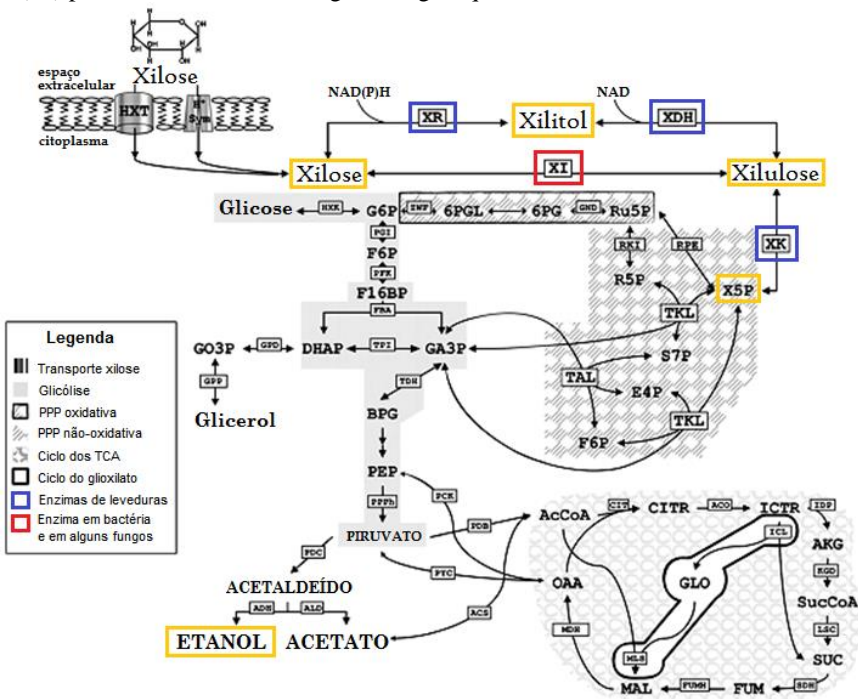 Xilose
espaço
extracelular
NAD(P)H
NAD
HXT
H+
Sym
XR
Xilitol
XDH
citoplasma
Xilose
XI
Xilulose
Glicose
HXK
G6P
ZWF
6PGL
6PG
GND
Ru5P
XK
PGI
RKI
RPE
F6P
R5P
X5P
PFK
F16BP
FBA
TKL
Legenda
GO3P
GPD
DHAP
TPI
GA3P
S7P
Transporte xilose
GPP
TDH
TAL
Glicólise
E4P
PPP oxidativa
Glicerol
BPG
TKL
PPP não-oxidativa
F6P
Ciclo dos TCA
PEP
Ciclo do glioxilato
PCK
Enzimas de leveduras
PPPh
AcCoA
CIT
CITR
ACO
ICTR
IDP
Enzima em bactéria
e em alguns fungos
PDB
ICL
PIRUVATO
AKG
PDC
PYC
OAA
GLO
KGD
ACETALDEÍDO
SucCoA
ADH
ALD
ACS
MDH
LSC
ETANOL
ACETATO
MLS
SUC
MAL
FUMH
FUM
SDH